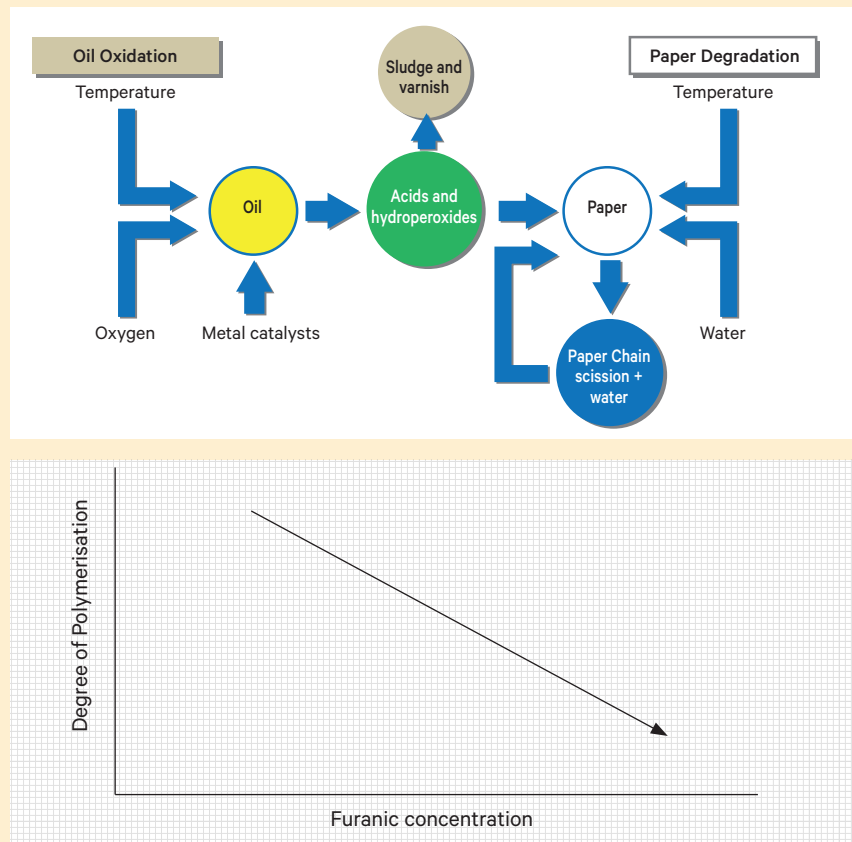 Oil Oxidation
Paper Degradation
Temperature
Temperature
Sludge and
varnish
Oil
Acids and
hydroperoxides
Paper
Oxygen
Metal catalysts
Water
Paper Chain
scission +
water
Degree of Polymerisation
Furanic concentration